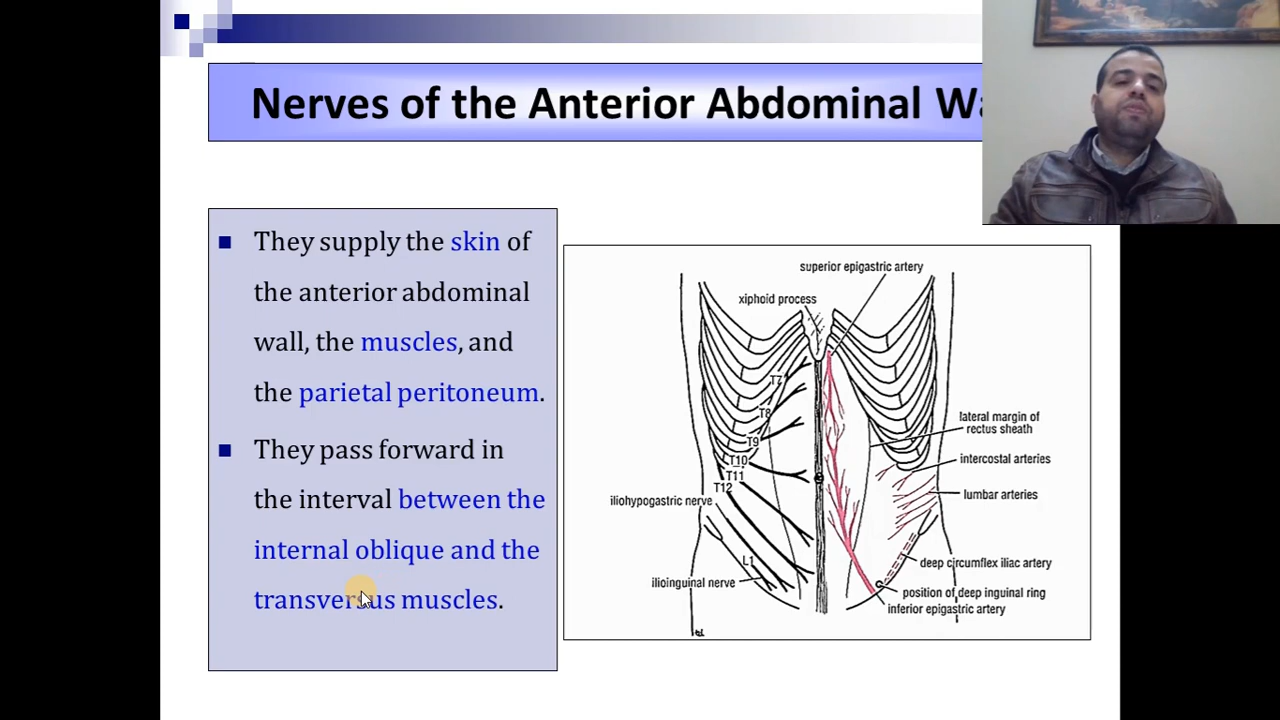 Nerves of the Anterior Abdominal Wa
They supply the skin of
the anterior abdominal
wall, the muscles, and
the parietal peritoneum.
They pass forward in
the interval between the
internal oblique and the
transversus muscles.
superior epigastric artery
xiphoid process
T7
T8
T9
T10
T11
T12
iliohypogastric nerve
L1
ilioinguinal nerve
lateral margin of
rectus sheath
intercostal arteries
lumbar arteries
deep circumflex iliac artery
position of deep inguinal ring
inferior epigastric artery